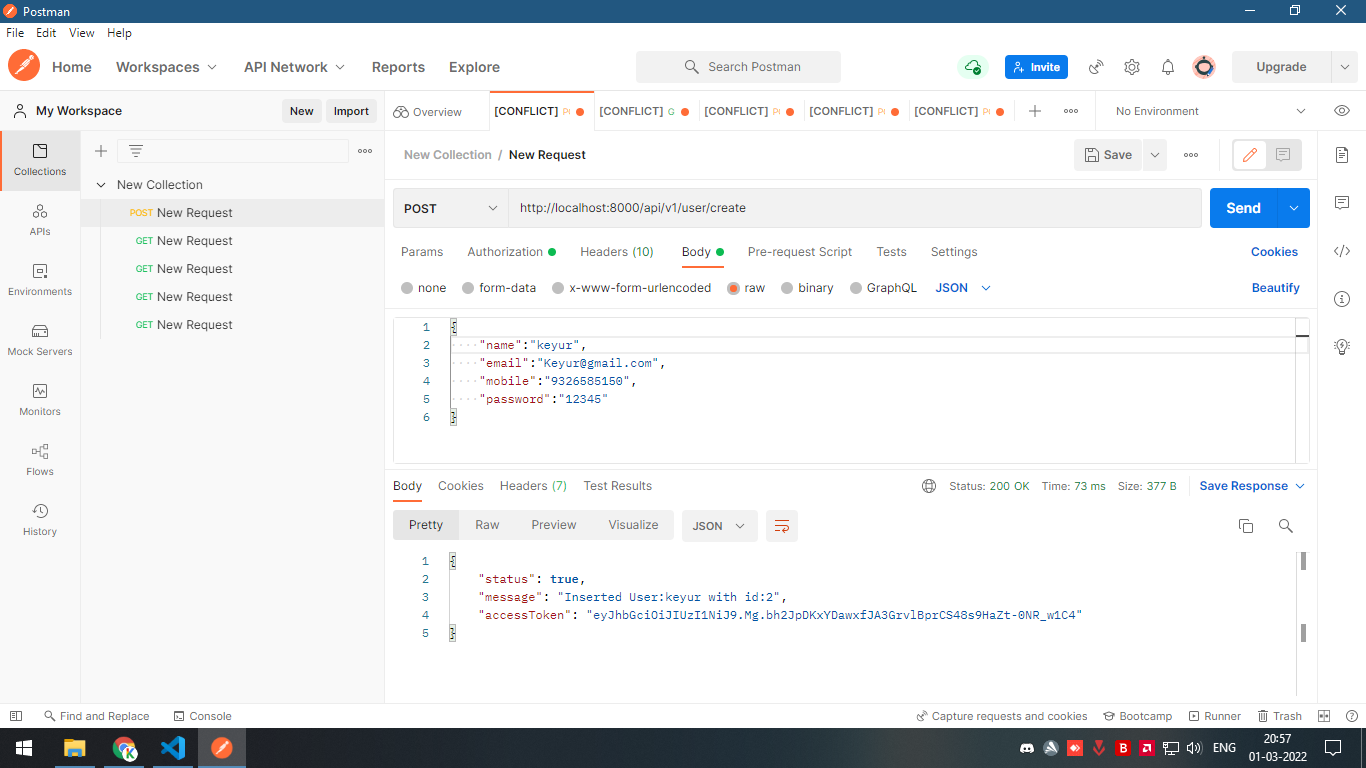 Postman
File Edit View Help
Home Workspaces API Network Reports Explore Search Postman Invite Upgrade
My Workspace New Import Overview [CONFLICT] [CONFLICT] G [CONFLICT] [CONFLICT] [CONFLICT] No Environment
New Collection / New Request Save
Collections
New Collection
POST New Request
GET New Request
GET New Request
GET New Request
GET New Request
APIs
Environments
Mock Servers
Monitors
Flows
History
POST http://localhost:8000/api/v1/user/create Send
Params Authorization Headers (10) Body Pre-request Script Tests Settings Cookies
none form-data x-www-form-urlencoded raw binary GraphQL JSON Beautify
1 {
2 "name":"keyur",
3 "email":"Keyur@gmail.com",
4 "mobile":"9326585150",
5 "password":"12345"
6 }
Body Cookies Headers (7) Test Results Status: 200 OK Time: 73 ms Size: 377 B Save Response
Pretty Raw Preview Visualize JSON
1 {
2 "status": true,
3 "message": "Inserted User:keyur with id:2",
4 "accessToken": "eyJhbGciOiJIUzI1NiJ9.Mg.bh2JpDKxYDawxfJA3GrvlBprCS48s9HaZt-0NR_w1C4"
5 }
Find and Replace Console Capture requests and cookies Bootcamp Runner Trash
ENG 20:57
01-03-2022